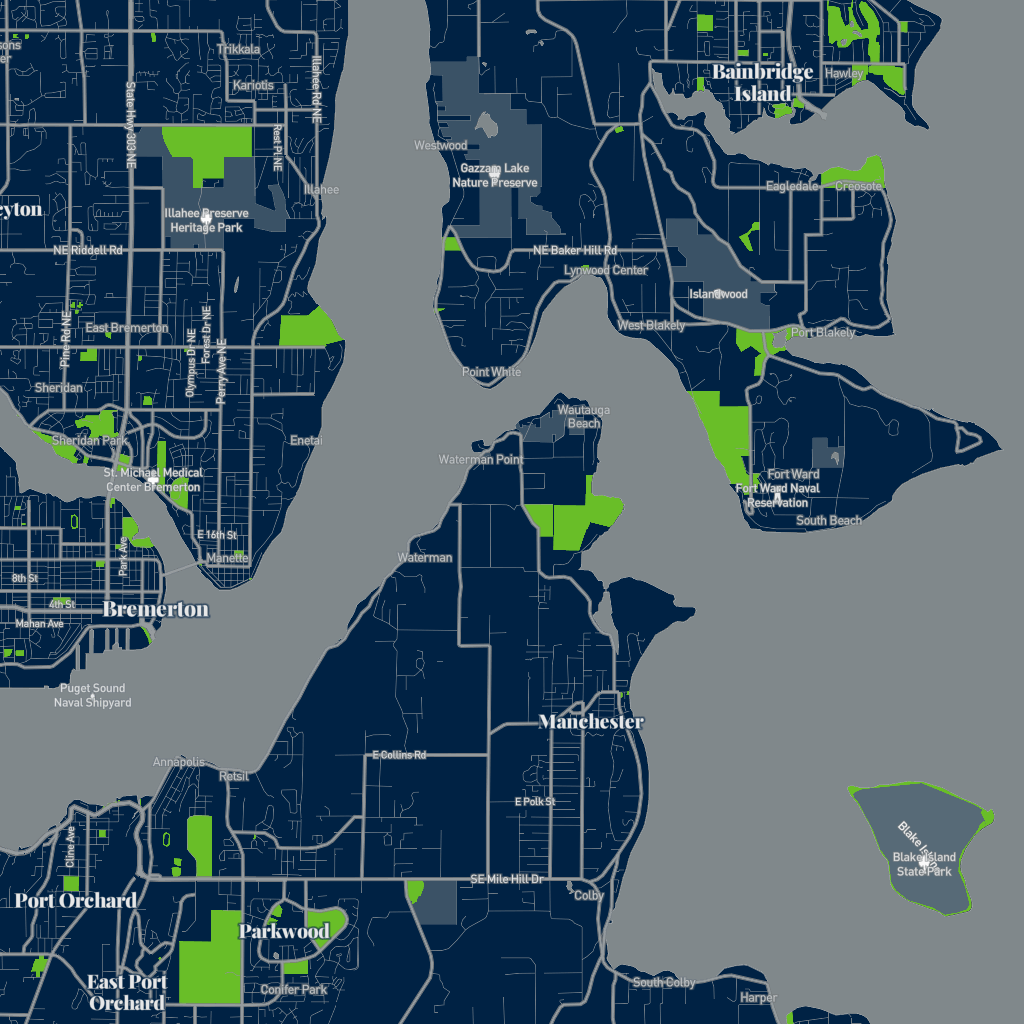 Trikkala
Kariotis
Illahee Rd NE
State Hwy 303 NE
Rest Pl NE
Bainbridge
Island
Hawley
Westwood
Gazzam Lake
Nature Preserve
Illahee
Eagledale
Creosote
Illahee Preserve
Heritage Park
NE Riddell Rd
NE Baker Hill Rd
Lynwood Center
Islandwood
East Bremerton
Pine Rd NE
Olympus Dr NE
Forest Dr NE
Perry Ave NE
West Blakely
Port Blakely
Point White
Sheridan
Wautauga
Beach
Sheridan Park
Enetai
Waterman Point
St. Michael Medical
Center Bremerton
Fort Ward
Fort Ward Naval
Reservation
South Beach
E 16th St
Park Ave
Manette
Waterman
8th St
4th St
Bremerton
Mahan Ave
Puget Sound
Naval Shipyard
Manchester
Annapolis
Retsil
E Collins Rd
E Polk St
Cline Ave
Blake Island
State Park
SE Mile Hill Dr
Colby
Port Orchard
Parkwood
East Port
Orchard
Conifer Park
South Colby
Harper